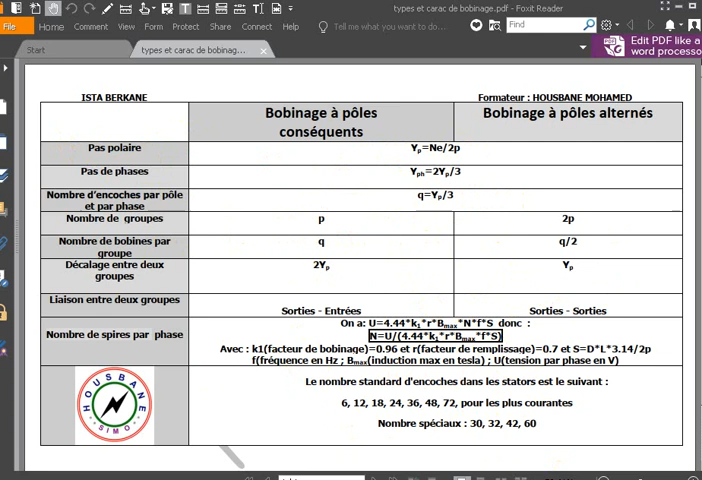 types et carac de bobinage.pdf - Foxit Reader
File Home Comment View Form Protect Share Connect Help Tell me what you want to do... Find
Start types et carac de bobinag...
Edit PDF like a
word processo
ISTA BERKANE Formateur : HOUSBANE MOHAMED
Bobinage à pôles
conséquents
Bobinage à pôles alternés
Pas polaire Yp=Ne/2p
Pas de phases Yph=2Yp/3
Nombre d'encoches par pôle
et par phase
q=Yp/3
Nombre de groupes p 2p
Nombre de bobines par
groupe
q q/2
Décalage entre deux
groupes
2Yp Yp
Liaison entre deux groupes Sorties - Entrées Sorties - Sorties
Nombre de spires par phase
On a: U=4.44*k1*r*Bmax*N*f*S donc :
N=U/(4.44*k1*r*Bmax*f*S)
Avec : k1(facteur de bobinage)=0.96 et r(facteur de remplissage)=0.7 et S=D*L*3.14/2p
f(fréquence en Hz ; Bmax(induction max en tesla) ; U(tension par phase en V)
HOUSBANE
SIMO
Le nombre standard d'encoches dans les stators est le suivant :
6, 12, 18, 24, 36, 48, 72, pour les plus courantes
Nombre spéciaux : 30, 32, 42, 60